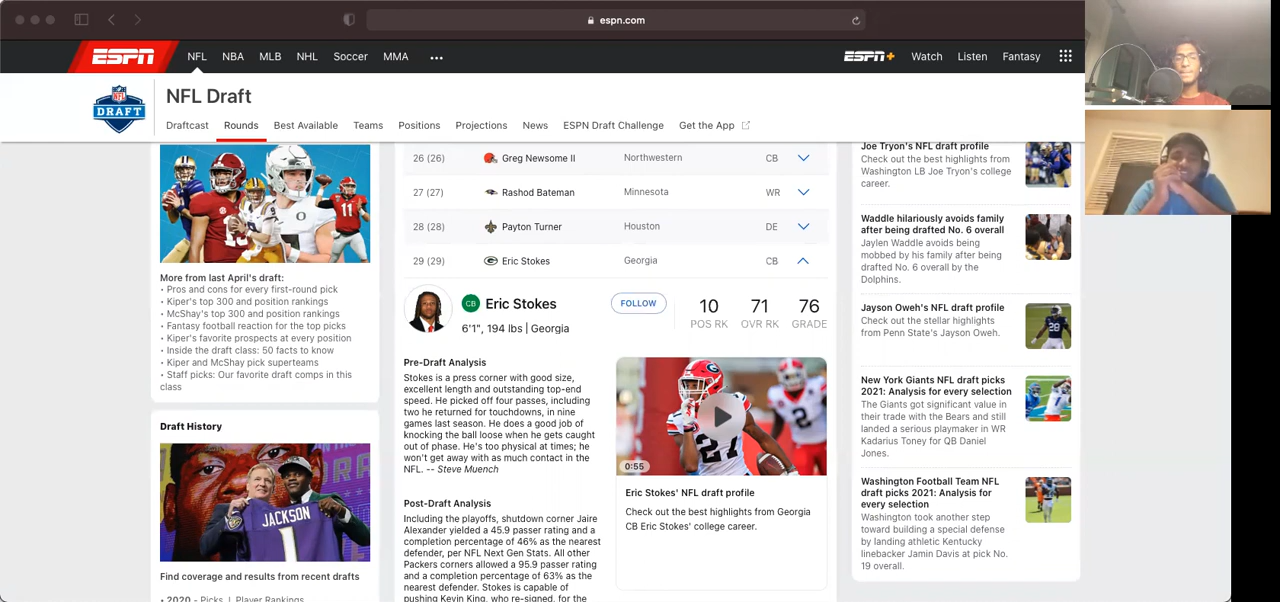 espn.com
ESPN NFL NBA MLB NHL Soccer MMA ... ESPN+ Watch Listen Fantasy
NFL
DRAFT
NFL Draft
Draftcast Rounds Best Available Teams Positions Projections News ESPN Draft Challenge Get the App
11
More from last April's draft:
• Pros and cons for every first-round pick
• Kiper's top 300 and position rankings
• McShay's top 300 and position rankings
• Fantasy football reaction for the top picks
• Kiper's favorite prospects at every position
• Inside the draft class: 50 facts to know
• Kiper and McShay pick superteams
• Staff picks: Our favorite draft comps in this
class
Draft History
JACKSON
1
Find coverage and results from recent drafts
• 2020 - Picks | Player Rankings
26 (26) Greg Newsome II Northwestern CB
27 (27) Rashod Bateman Minnesota WR
28 (28) Payton Turner Houston DE
29 (29) Eric Stokes Georgia CB
CB Eric Stokes
6'1", 194 lbs | Georgia
FOLLOW
10 71 76
POS RK OVR RK GRADE
Pre-Draft Analysis
Stokes is a press corner with good size,
excellent length and outstanding top-end
speed. He picked off four passes, including
two he returned for touchdowns, in nine
games last season. He does a good job of
knocking the ball loose when he gets caught
out of phase. He's too physical at times; he
won't get away with as much contact in the
NFL. -- Steve Muench
Post-Draft Analysis
Including the playoffs, shutdown corner Jaire
Alexander yielded a 45.9 passer rating and a
completion percentage of 46% as the nearest
defender, per NFL Next Gen Stats. All other
Packers corners allowed a 95.9 passer rating
and a completion percentage of 63% as the
nearest defender. Stokes is capable of
pushing Kevin King, who re-signed, for the
27
2
0:55
Eric Stokes' NFL draft profile
Check out the best highlights from Georgia
CB Eric Stokes' college career.
Joe Tryon's NFL draft profile
Check out the best highlights from
Washington LB Joe Tryon's college
career.
Waddle hilariously avoids family
after being drafted No. 6 overall
Jaylen Waddle avoids being
mobbed by his family after being
drafted No. 6 overall by the
Dolphins.
Jayson Oweh's NFL draft profile
Check out the stellar highlights
from Penn State's Jayson Oweh.
28
New York Giants NFL draft picks
2021: Analysis for every selection
The Giants got significant value in
their trade with the Bears and still
landed a serious playmaker in WR
Kadarius Toney for QB Daniel
Jones.
Washington Football Team NFL
draft picks 2021: Analysis for
every selection
Washington took another step
toward building a special defense
by landing athletic Kentucky
linebacker Jamin Davis at pick No.
19 overall.